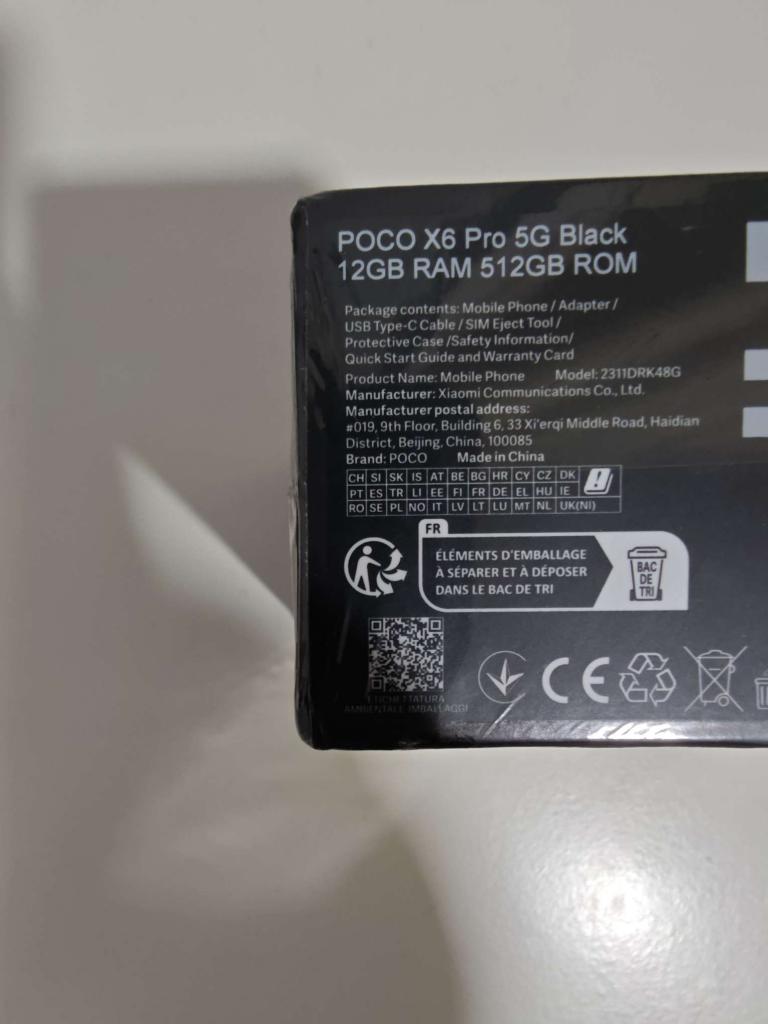 POCO X6 Pro 5G Black
12GB RAM 512GB ROM
Package contents: Mobile Phone / Adapter /
USB Type-C Cable / SIM Eject Tool /
Protective Case /Safety Information/
Quick Start Guide and Warranty Card
Product Name: Mobile Phone Model: 2311DRK48G
Manufacturer: Xiaomi Communications Co., Ltd.
Manufacturer postal address:
#019, 9th Floor, Building 6, 33 Xi'erqi Middle Road, Haidian
District, Beijing, China, 100085
Brand: POCO Made in China
CH SI SK IS AT BE BG HR CY CZ DK
PT ES TR LI EE FI FR DE EL HU IE
RO SE PL NO IT LV LT LU MT NL UK(NI)
FR
ÉLÉMENTS D'EMBALLAGE
À SÉPARER ET À DÉPOSER
DANS LE BAC DE TRI
BAC
DE
TRI
ETICHETTATURA
AMBIENTALE IMBALLAGGI
CE